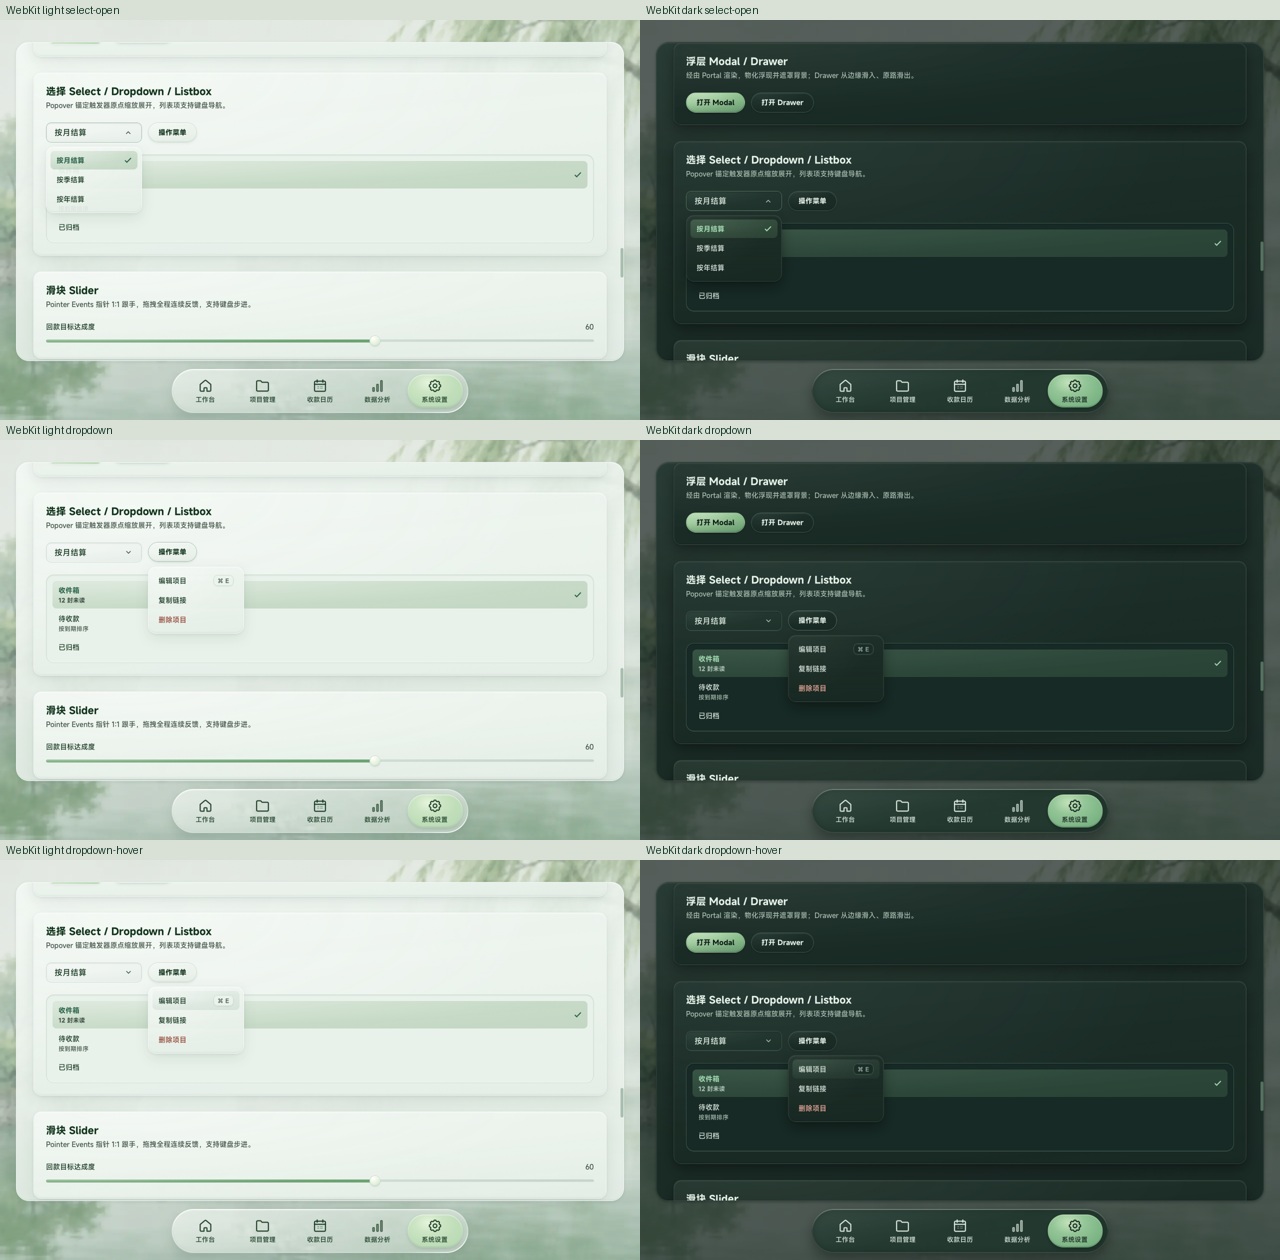 WebKit light select-open
选择 Select / Dropdown / Listbox
Popover 锚定触发器原点缩放展开，列表项支持键盘导航。
按月结算
操作菜单
按月结算
按季结算
按年结算
已归档
滑块 Slider
Pointer Events 指针 1:1 跟手，拖拽全程连续反馈，支持键盘步进。
回款目标达成度
60
工作台
项目管理
收款日历
数据分析
系统设置
WebKit dark select-open
浮层 Modal / Drawer
经由 Portal 渲染，物化浮现并遮罩背景；Drawer 从边缘滑入、原路滑出。
打开 Modal
打开 Drawer
选择 Select / Dropdown / Listbox
Popover 锚定触发器原点缩放展开，列表项支持键盘导航。
按月结算
操作菜单
按月结算
按季结算
按年结算
已归档
滑块 Slider
工作台
项目管理
收款日历
数据分析
系统设置
WebKit light dropdown
选择 Select / Dropdown / Listbox
Popover 锚定触发器原点缩放展开，列表项支持键盘导航。
按月结算
操作菜单
收件箱
12 封未读
待收款
按到期排序
已归档
编辑项目
⌘ E
复制链接
删除项目
滑块 Slider
Pointer Events 指针 1:1 跟手，拖拽全程连续反馈，支持键盘步进。
回款目标达成度
60
工作台
项目管理
收款日历
数据分析
系统设置
WebKit dark dropdown
浮层 Modal / Drawer
经由 Portal 渲染，物化浮现并遮罩背景；Drawer 从边缘滑入、原路滑出。
打开 Modal
打开 Drawer
选择 Select / Dropdown / Listbox
Popover 锚定触发器原点缩放展开，列表项支持键盘导航。
按月结算
操作菜单
收件箱
12 封未读
待收款
按到期排序
已归档
编辑项目
⌘ E
复制链接
删除项目
滑块 Slider
工作台
项目管理
收款日历
数据分析
系统设置
WebKit light dropdown-hover
选择 Select / Dropdown / Listbox
Popover 锚定触发器原点缩放展开，列表项支持键盘导航。
按月结算
操作菜单
收件箱
12 封未读
待收款
按到期排序
已归档
编辑项目
⌘ E
复制链接
删除项目
滑块 Slider
Pointer Events 指针 1:1 跟手，拖拽全程连续反馈，支持键盘步进。
回款目标达成度
60
工作台
项目管理
收款日历
数据分析
系统设置
WebKit dark dropdown-hover
浮层 Modal / Drawer
经由 Portal 渲染，物化浮现并遮罩背景；Drawer 从边缘滑入、原路滑出。
打开 Modal
打开 Drawer
选择 Select / Dropdown / Listbox
Popover 锚定触发器原点缩放展开，列表项支持键盘导航。
按月结算
操作菜单
收件箱
12 封未读
待收款
按到期排序
已归档
编辑项目
⌘ E
复制链接
删除项目
滑块 Slider
工作台
项目管理
收款日历
数据分析
系统设置